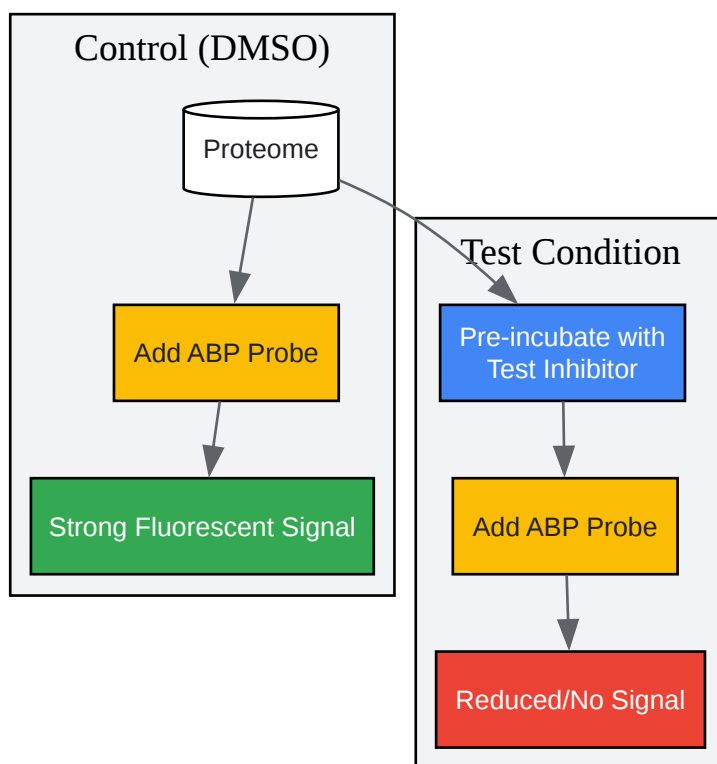 Control (DMSO)
Proteome
Add ABP Probe
Strong Fluorescent Signal
Test Condition
Pre-incubate with
Test Inhibitor
Add ABP Probe
Reduced/No Signal